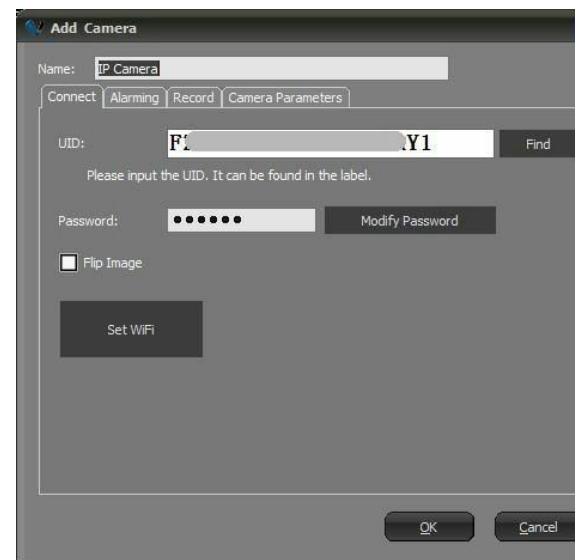 Add Camera
Name: IP Camera
Connect Alarming Record Camera Parameters
UID: Y1 Find
Please input the UID. It can be found in the label.
Password: ●●●●●● Modify Password
Flip Image
Set WiFi
OK Cancel